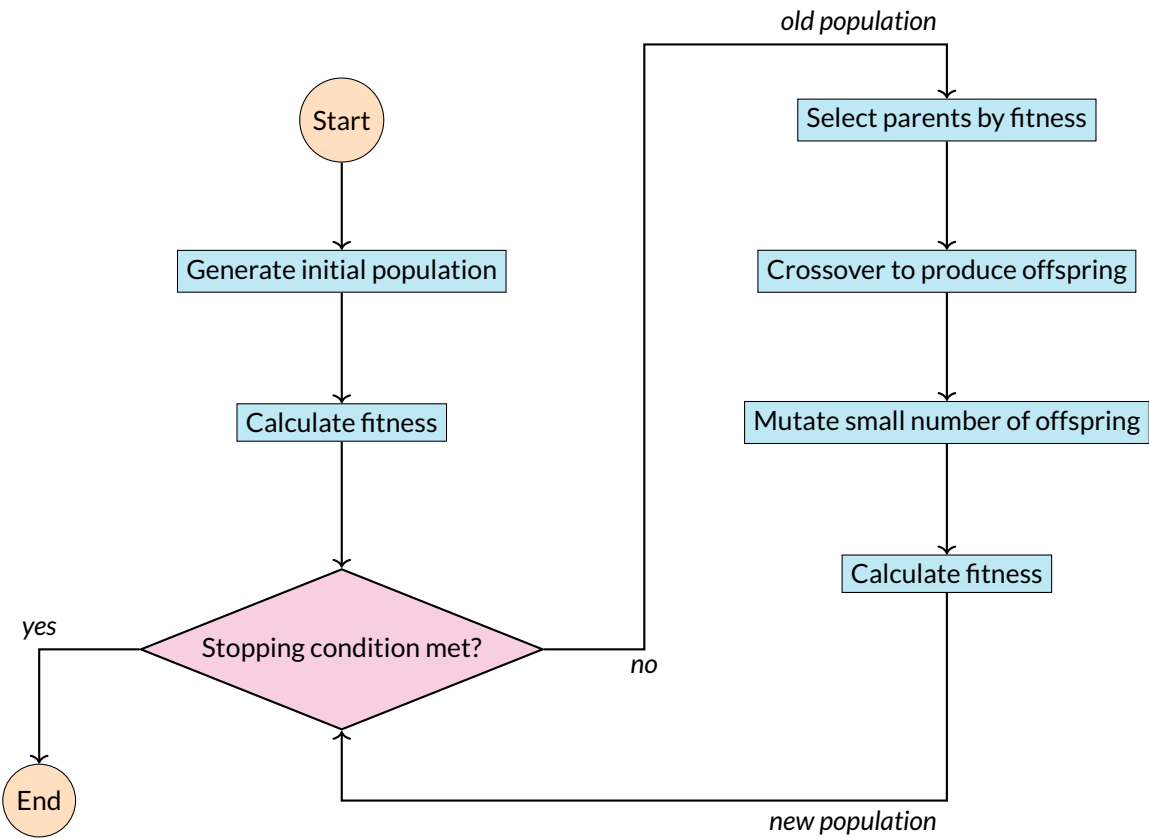 old population
Start
Select parents by fitness
Generate initial population
Crossover to produce offspring
Calculate fitness
Mutate small number of offspring
Calculate fitness
yes
Stopping condition met?
no
End
new population